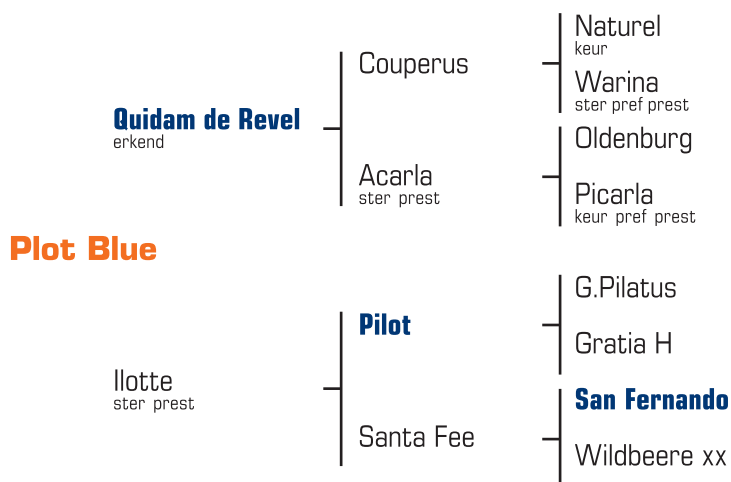 Naturel
keur
Couperus
Warina
ster pref prest
Quidam de Revel
erkend
Oldenburg
Acarla
ster prest
Picarla
keur pref prest
Plot Blue
G.Pilatus
Pilot
Gratia H
Ilotte
ster prest
San Fernando
Santa Fee
Wildbeere xx